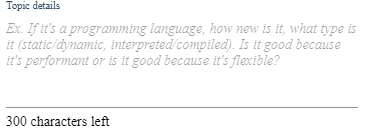 Topic details
Ex. If it's a programming language, how new is it, what type is
it (static/dynamic, interpreted/compiled). Is it good because
it's performant or is it good because it's flexible?
300 characters left